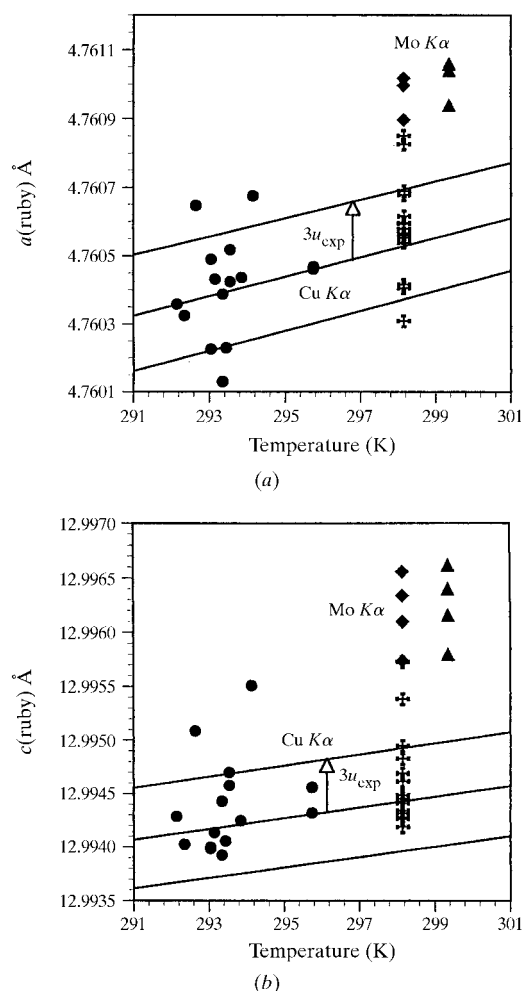 Mo Kα
4.7611
4.7609
4.7607
4.7605
4.7603
4.7601
a(ruby) Å
3u_exp
Cu Kα
291 293 295 297 299 301
Temperature (K)
(a)
12.9970
12.9965
12.9960
12.9955
12.9950
12.9945
12.9940
12.9935
c(ruby) Å
Mo Kα
Cu Kα
3u_exp
291 293 295 297 299 301
Temperature (K)
(b)